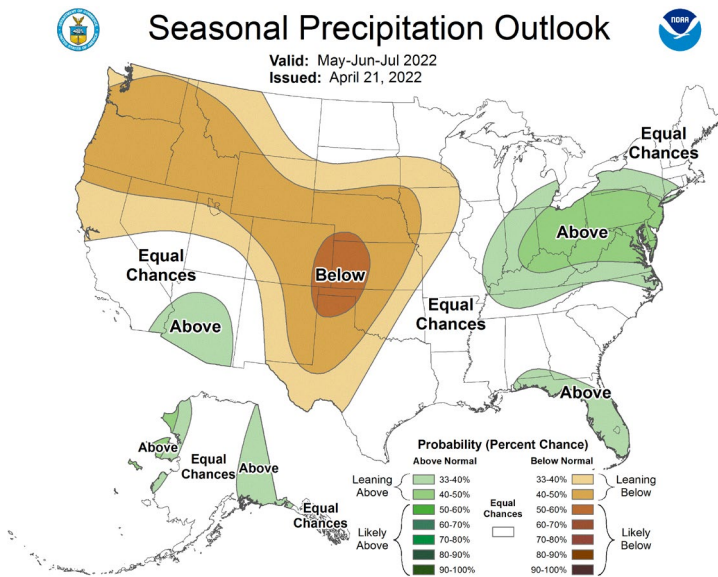 Seasonal Precipitation Outlook
NOAA
Valid: May-Jun-Jul 2022
Issued: April 21, 2022
Equal
Chances
Above
Equal
Chances
Below
Above
Equal
Chances
Above
Above
Equal
Chances
Above
Equal
Chances
Probability (Percent Chance)
Above Normal Below Normal
Leaning
Above
33-40%
40-50%
Likely
Above
50-60%
60-70%
70-80%
80-90%
90-100%
Equal
Chances
33-40%
40-50%
Leaning
Below
50-60%
60-70%
70-80%
80-90%
90-100%
Likely
Below